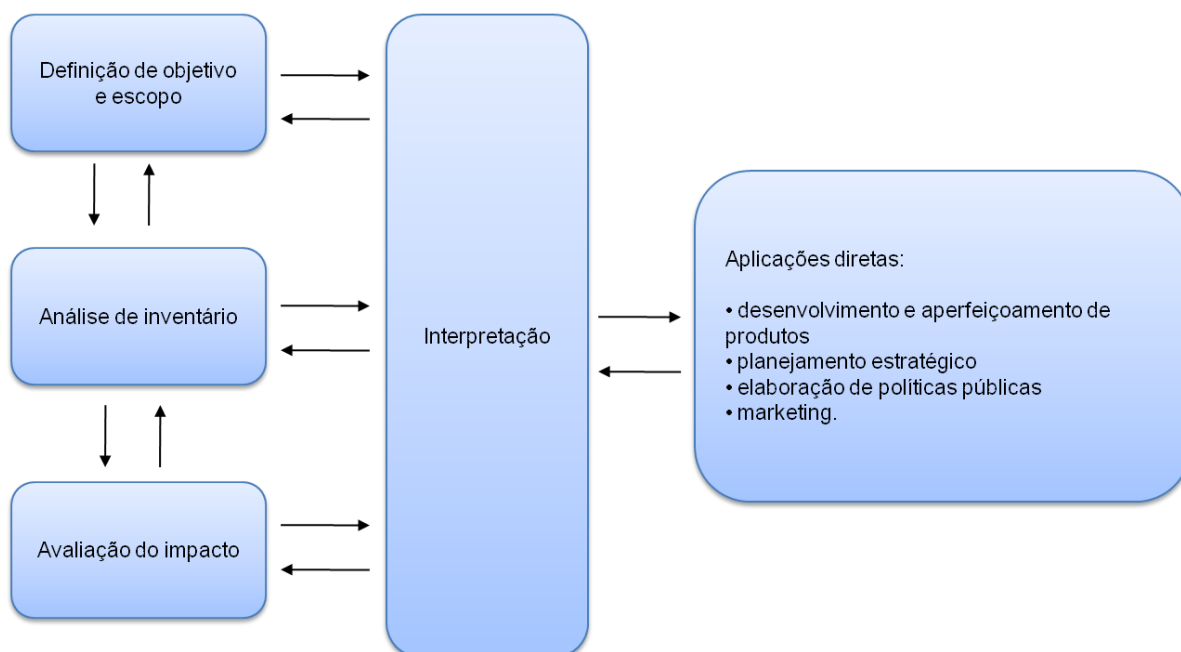 Definição de objetivo
e escopo
Análise de inventário
Avaliação do impacto
Interpretação
Aplicações diretas:
• desenvolvimento e aperfeiçoamento de
produtos
• planejamento estratégico
• elaboração de políticas públicas
• marketing.